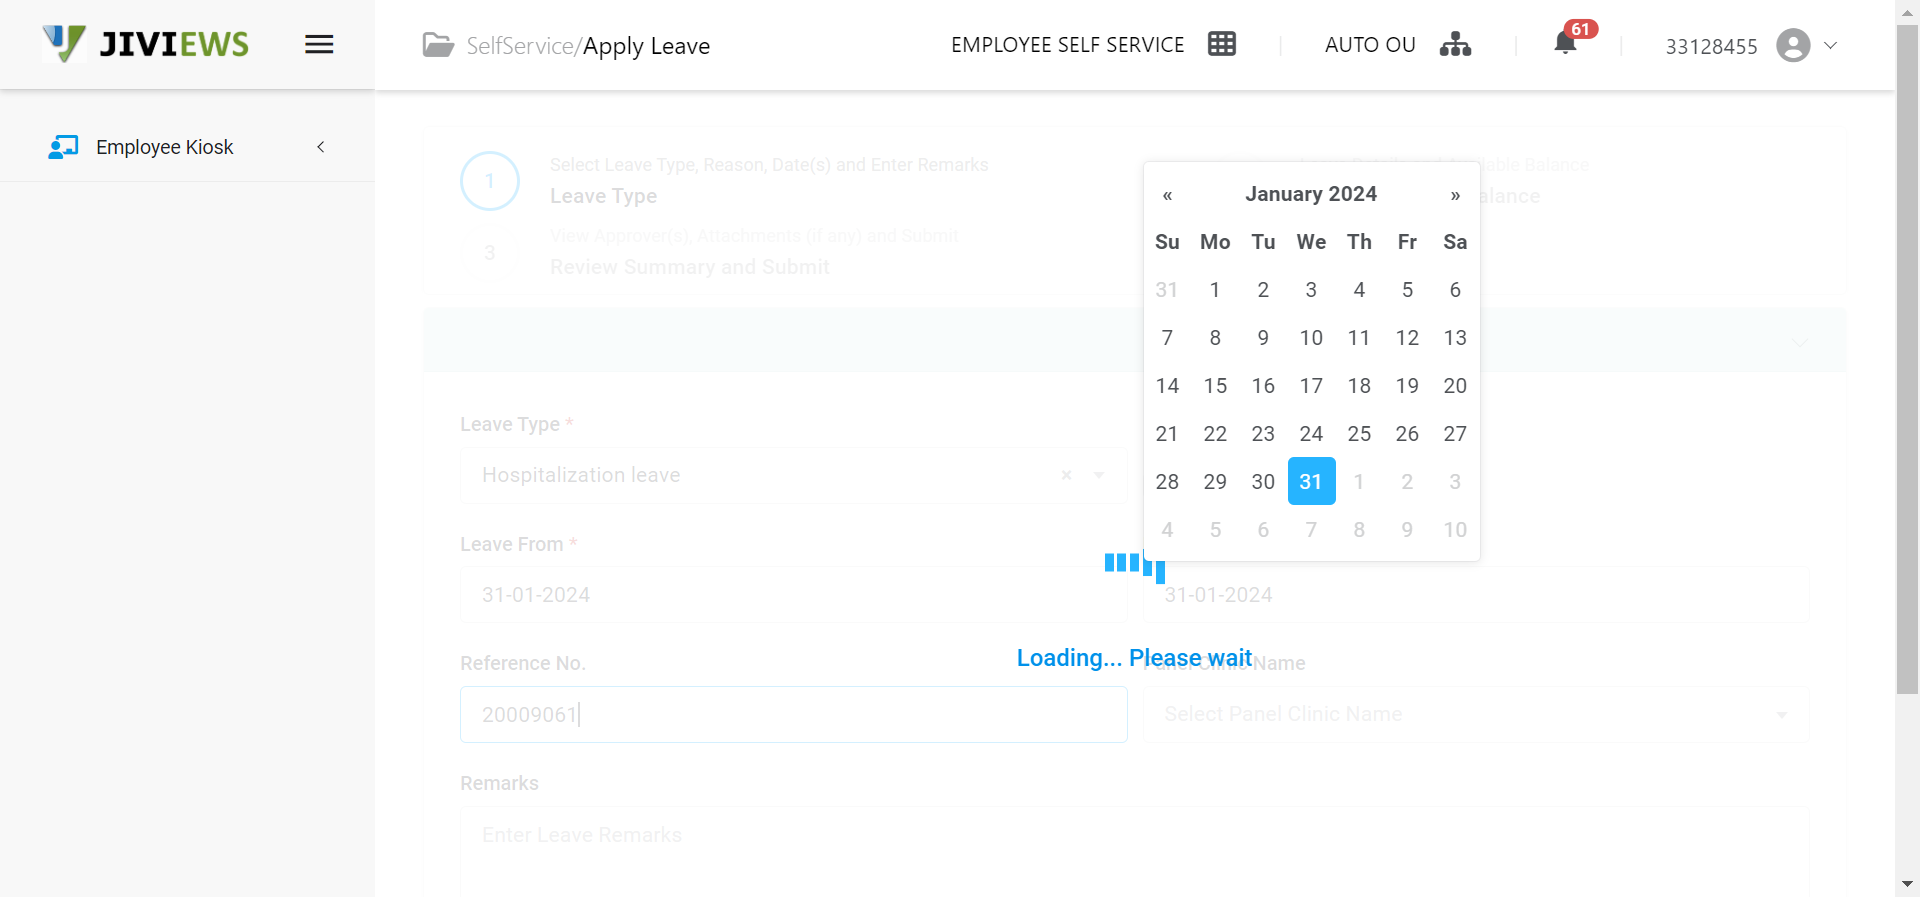 JIVIEWS
SelfService/Apply Leave
EMPLOYEE SELF SERVICE
AUTO OU
61
33128455
Employee Kiosk
1
Select Leave Type, Reason, Date(s) and Enter Remarks
Leave Type
3
View Approver(s), Attachments (if any) and Submit
Review Summary and Submit
« January 2024 »
Su Mo Tu We Th Fr Sa
31 1 2 3 4 5 6
7 8 9 10 11 12 13
14 15 16 17 18 19 20
21 22 23 24 25 26 27
28 29 30 31 1 2 3
4 5 6 7 8 9 10
Leave Type *
Hospitalization leave ×
Leave From *
31-01-2024
31-01-2024
Loading... Please wait
Reference No.
Panel Clinic Name
20009061
Select Panel Clinic Name
Remarks
Enter Leave Remarks